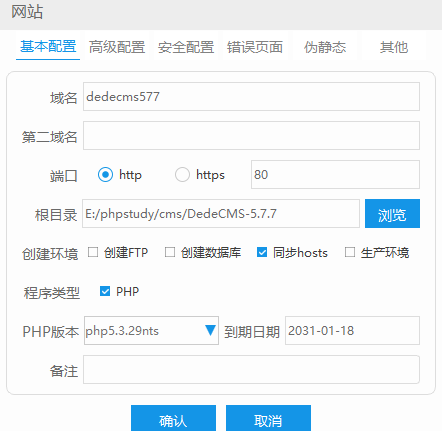 网站
基本配置 高级配置 安全配置 错误页面 伪静态 其他
域名 dedecms577
第二域名
端口 http https 80
根目录 E:/phpstudy/cms/DedeCMS-5.7.7 浏览
创建环境 创建FTP 创建数据库 同步hosts 生产环境
程序类型 PHP
PHP版本 php5.3.29nts 到期日期 2031-01-18
备注
确认 取消